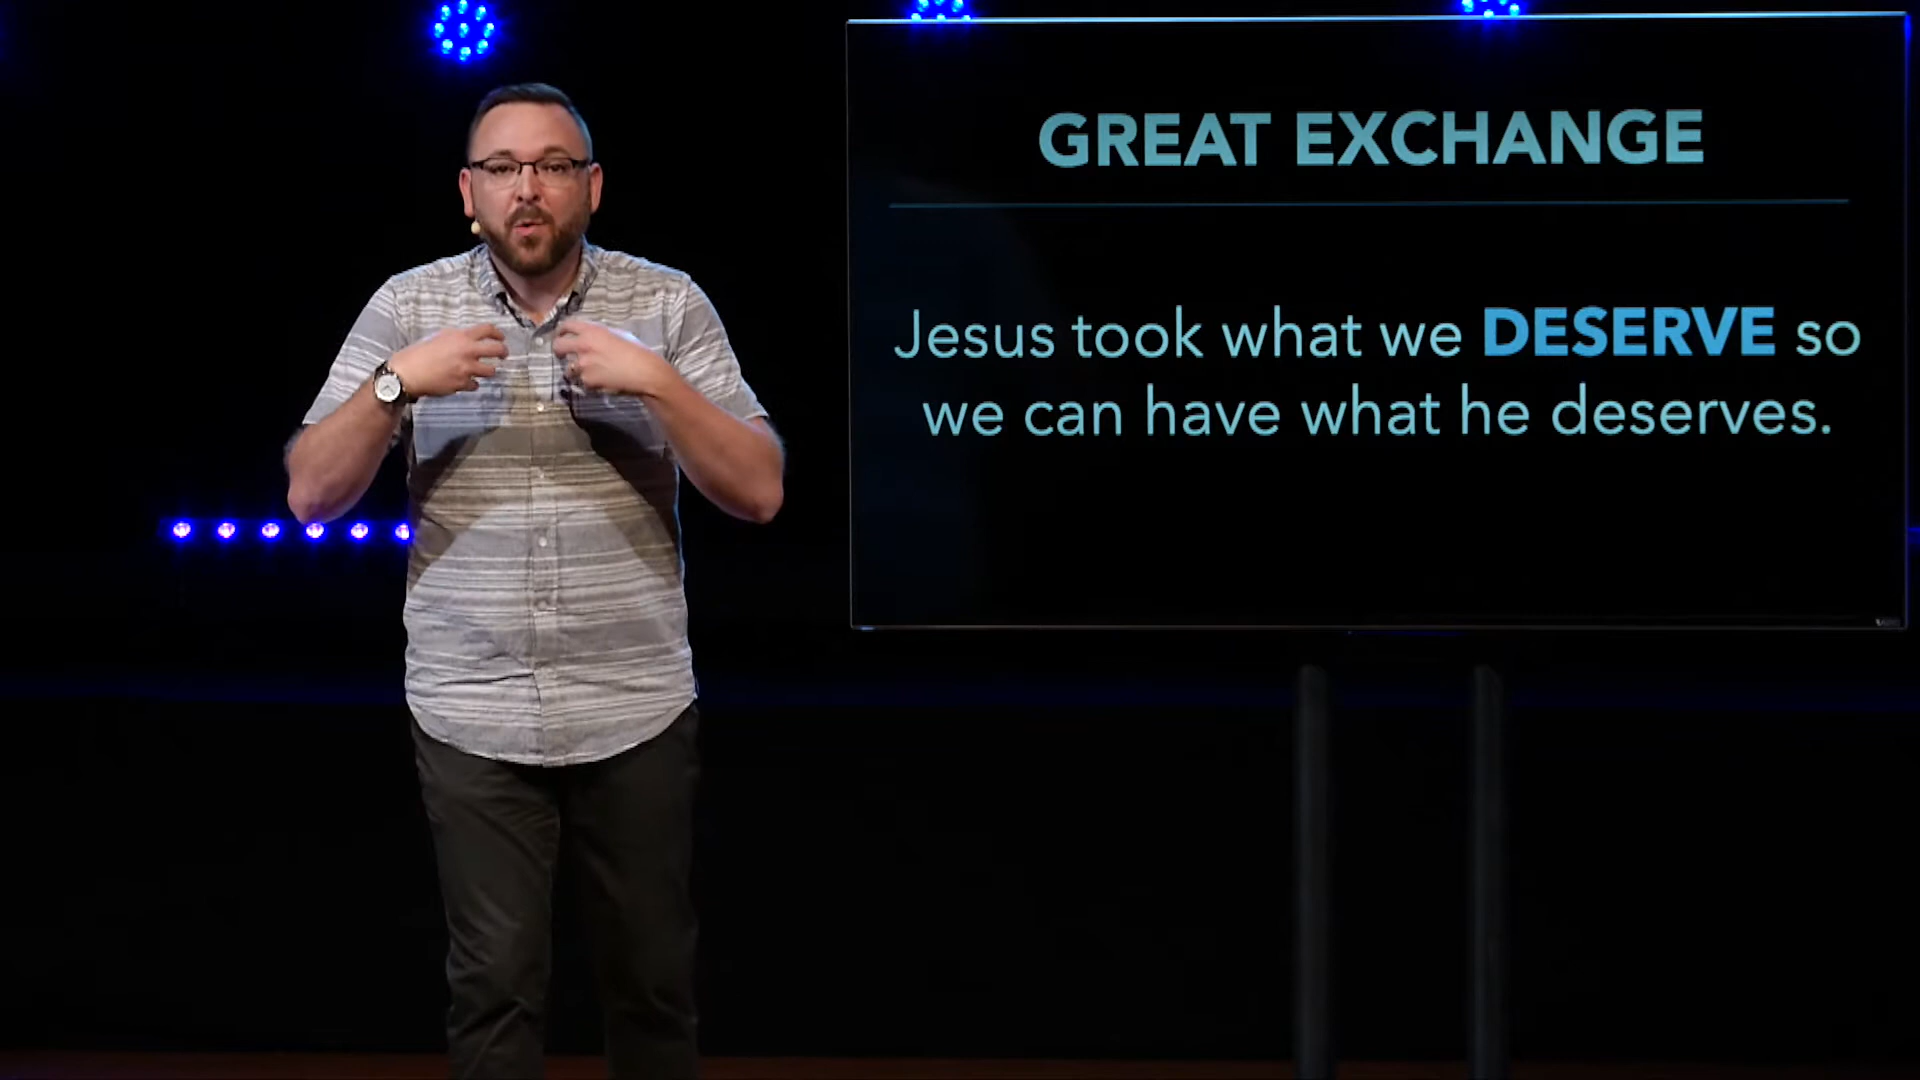 GREAT EXCHANGE
Jesus took what we DESERVE so
we can have what he deserves.